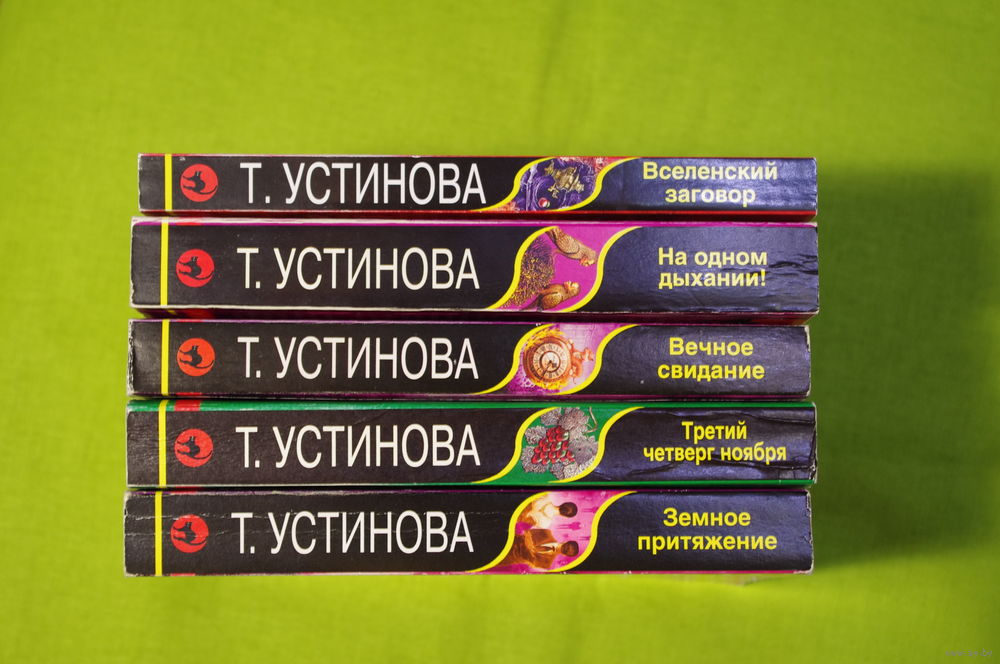 Т. УСТИНОВА
Вселенский
заговор
Т. УСТИНОВА
На одном
дыхании!
Т. УСТИНОВА
Вечное
свидание
Т. УСТИНОВА
Третий
четверг ноября
Т. УСТИНОВА
Земное
притяжение